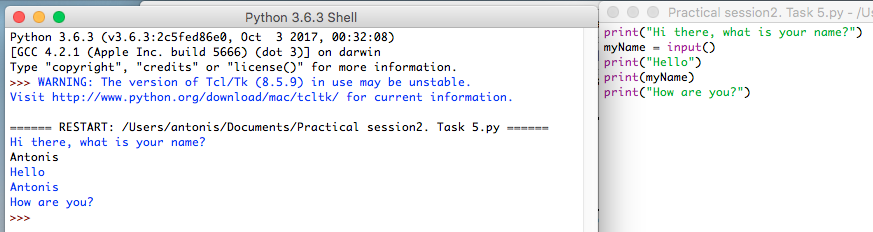 Python 3.6.3 Shell
Python 3.6.3 (v3.6.3:2c5fed86e0, Oct  3 2017, 00:32:08)
[GCC 4.2.1 (Apple Inc. build 5666) (dot 3)] on darwin
Type "copyright", "credits" or "license()" for more information.
>>> WARNING: The version of Tcl/Tk (8.5.9) in use may be unstable.
Visit http://www.python.org/download/mac/tcltk/ for current information.
====== RESTART: /Users/antonis/Documents/Practical session2. Task 5.py ======
Hi there, what is your name?
Antonis
Hello
Antonis
How are you?
>>>
Practical session2. Task 5.py - /U
print("Hi there, what is your name?")
myName = input()
print("Hello")
print(myName)
print("How are you?")